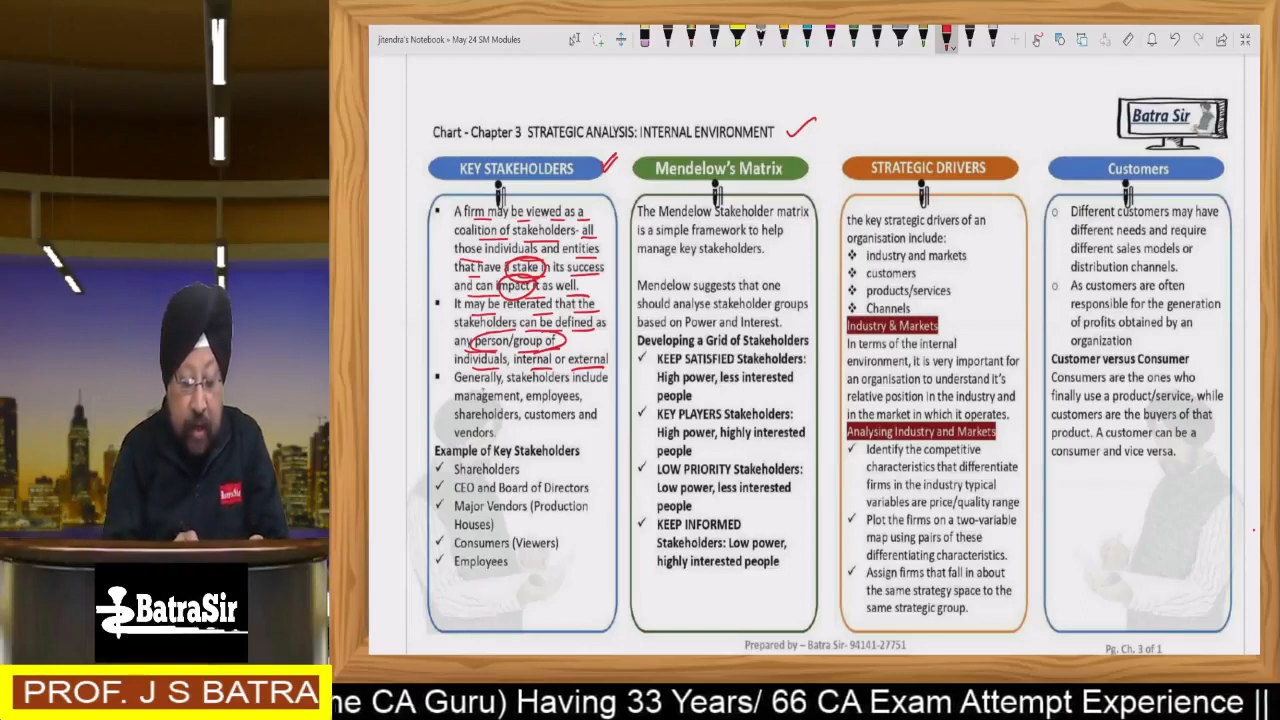 jitendra's Notebook » May 24 SM Modules
Batra Sir
Chart - Chapter 3 STRATEGIC ANALYSIS: INTERNAL ENVIRONMENT
KEY STAKEHOLDERS
A firm may be viewed as a
coalition of stakeholders- all
those individuals and entities
that have a stake in its success
and can impact it as well.
It may be reiterated that the
stakeholders can be defined as
any person/group of
individuals, internal or external
Generally, stakeholders include
management, employees,
shareholders, customers and
vendors.
Example of Key Stakeholders
✓ Shareholders
✓ CEO and Board of Directors
✓ Major Vendors (Production
Houses)
✓ Consumers (Viewers)
✓ Employees
Mendelow's Matrix
The Mendelow Stakeholder matrix
is a simple framework to help
manage key stakeholders.
Mendelow suggests that one
should analyse stakeholder groups
based on Power and Interest.
Developing a Grid of Stakeholders
✓ KEEP SATISFIED Stakeholders:
High power, less interested
people
✓ KEY PLAYERS Stakeholders:
High power, highly interested
people
✓ LOW PRIORITY Stakeholders:
Low power, less interested
people
✓ KEEP INFORMED
Stakeholders: Low power,
highly interested people
STRATEGIC DRIVERS
the key strategic drivers of an
organisation include:
❖ industry and markets
❖ customers
❖ products/services
❖ Channels
Industry & Markets
In terms of the internal
environment, it is very important for
an organisation to understand it's
relative position in the industry and
in the market in which it operates.
Analysing Industry and Markets
✓ Identify the competitive
characteristics that differentiate
firms in the industry typical
variables are price/quality range
✓ Plot the firms on a two-variable
map using pairs of these
differentiating characteristics.
✓ Assign firms that fall in about
the same strategy space to the
same strategic group.
Customers
o Different customers may have
different needs and require
different sales models or
distribution channels.
o As customers are often
responsible for the generation
of profits obtained by an
organization
Customer versus Consumer
Consumers are the ones who
finally use a product/service, while
customers are the buyers of that
product. A customer can be a
consumer and vice versa.
Prepared by – Batra Sir- 94141-27751
Pg. Ch. 3 of 1
BatraSir
BatraSir
PROF. J S BATRA
ne CA Guru) Having 33 Years/ 66 CA Exam Attempt Experience ||